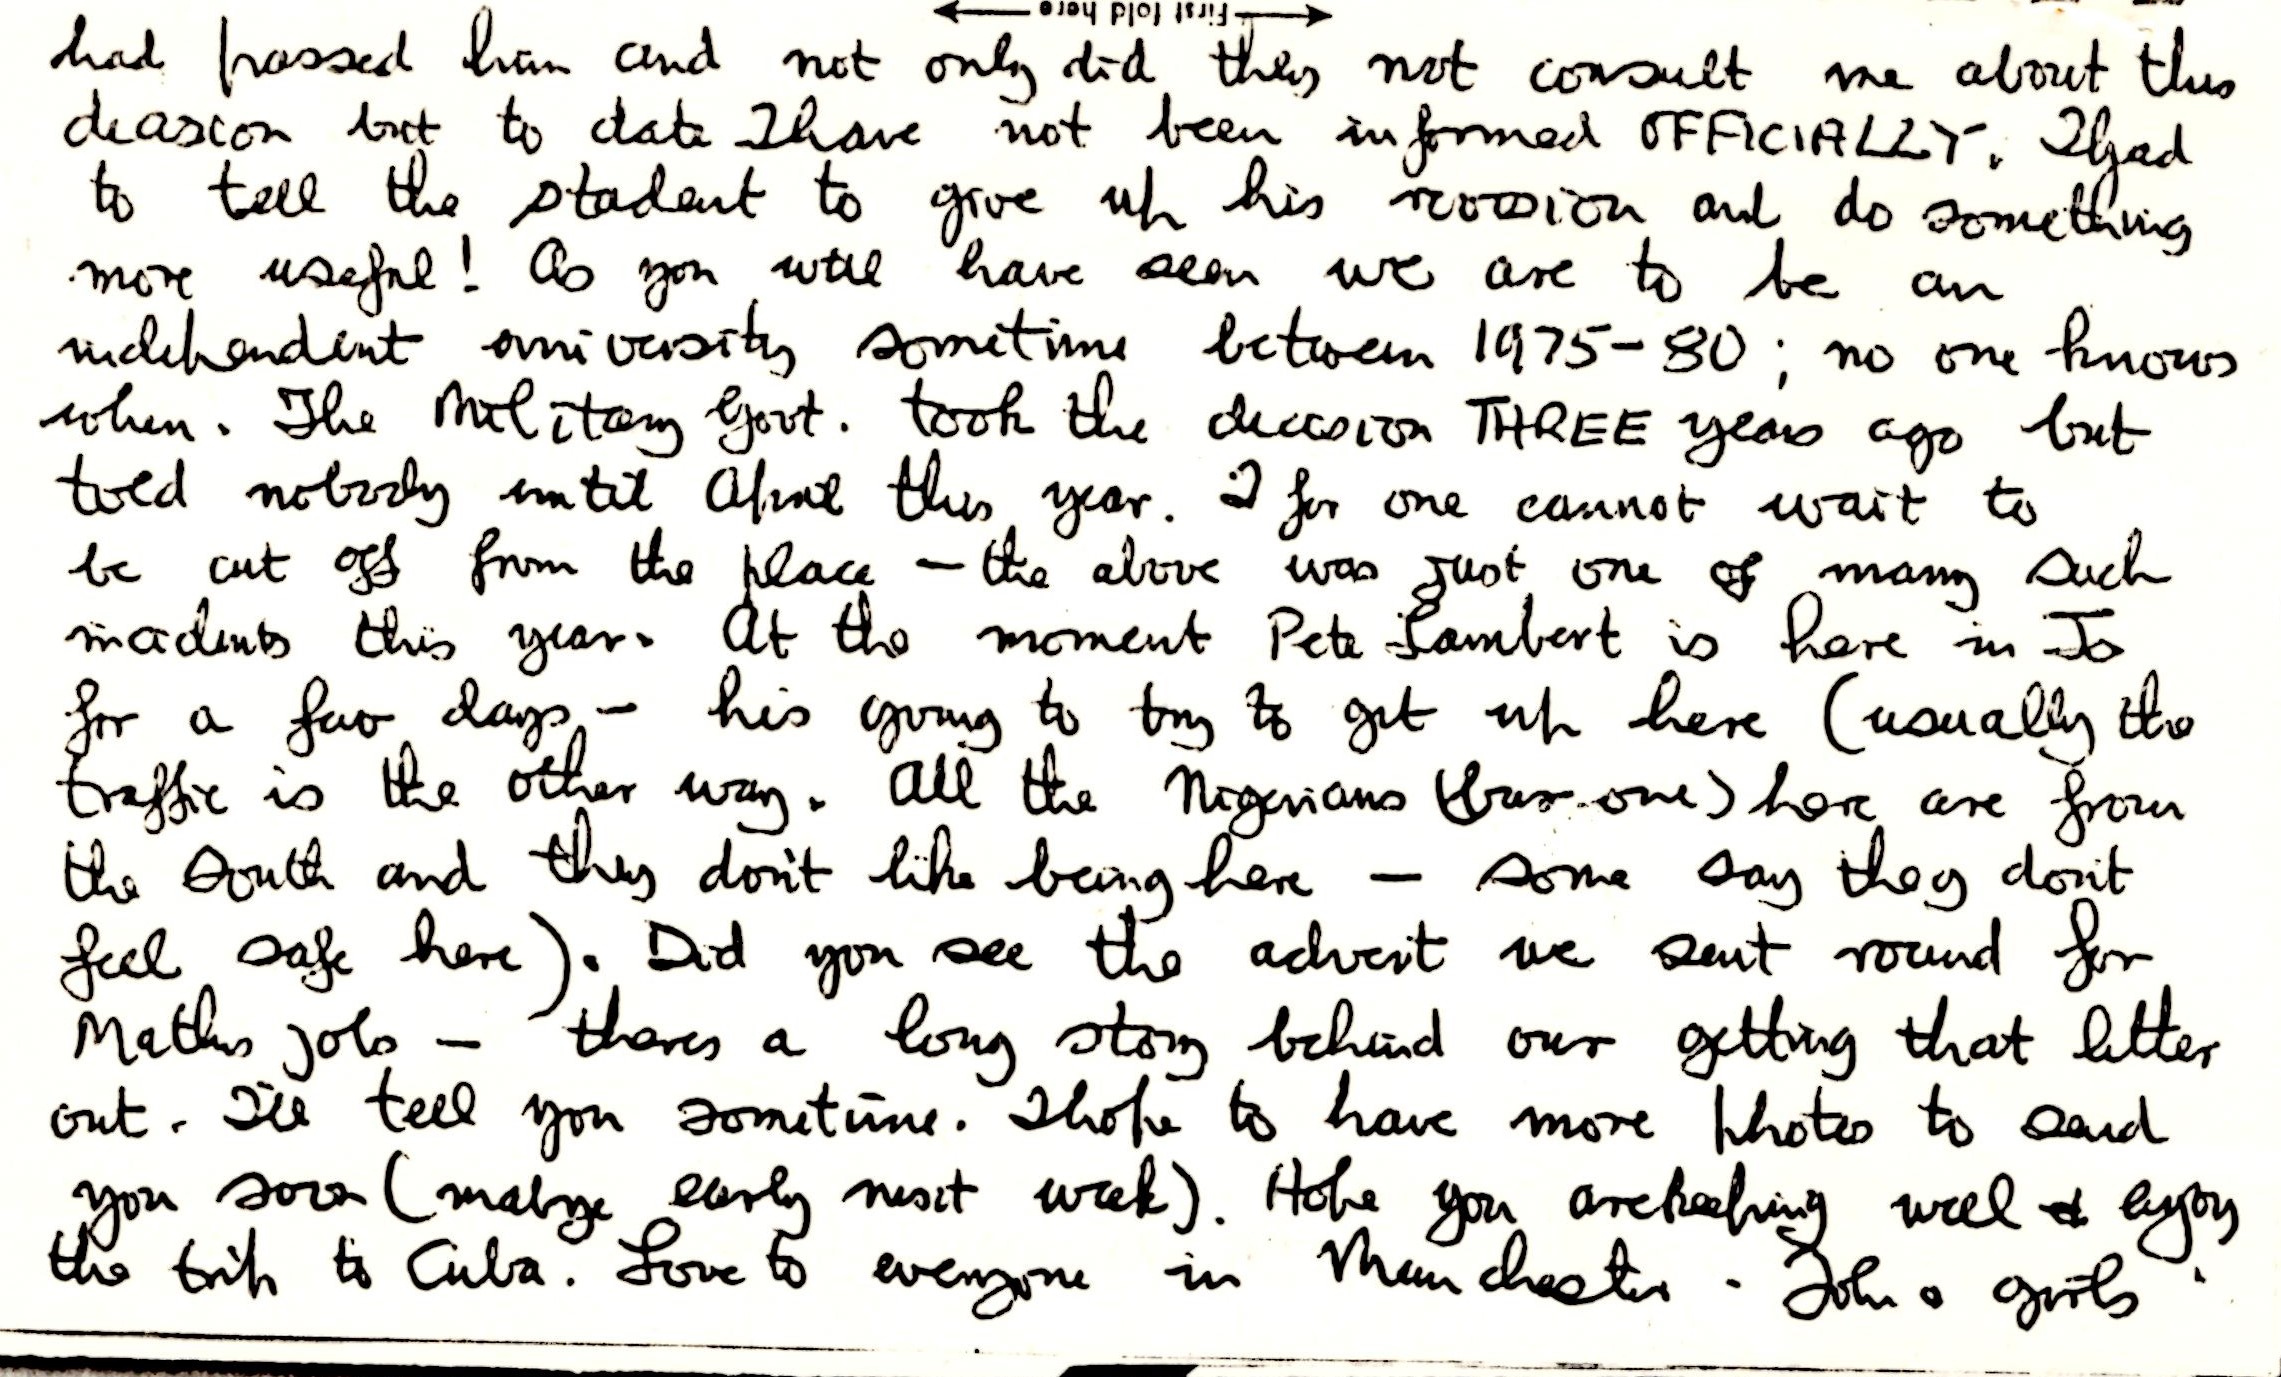 First fold here
had passed him and not only did they not consult me about this
decision but to date I have not been informed OFFICIALLY. I had
to tell the student to give up his revision and do something
more useful! As you will have seen we are to be an
independent university sometime between 1975-80; no one knows
when. The Military Govt. took the decision THREE years ago but
told nobody until April this year. I for one cannot wait to
be cut off from the place - the above was just one of many such
incidents this year. At the moment Pete Lambert is here in Jo
for a few days - his going to try to get up here (usually the
traffic is the other way. All the Nigerians (bar one) here are from
the South and they don't like being here - some say they don't
feel safe here). Did you see the advert we sent round for
Maths jobs - theres a long story behind our getting that letter
out. I'll tell you sometime. I hope to have more photos to send
you soon (maybe early next week). Hope you are keeping well & enjoy
the trip to Cuba. Love to everyone in Manchester. John & girls.